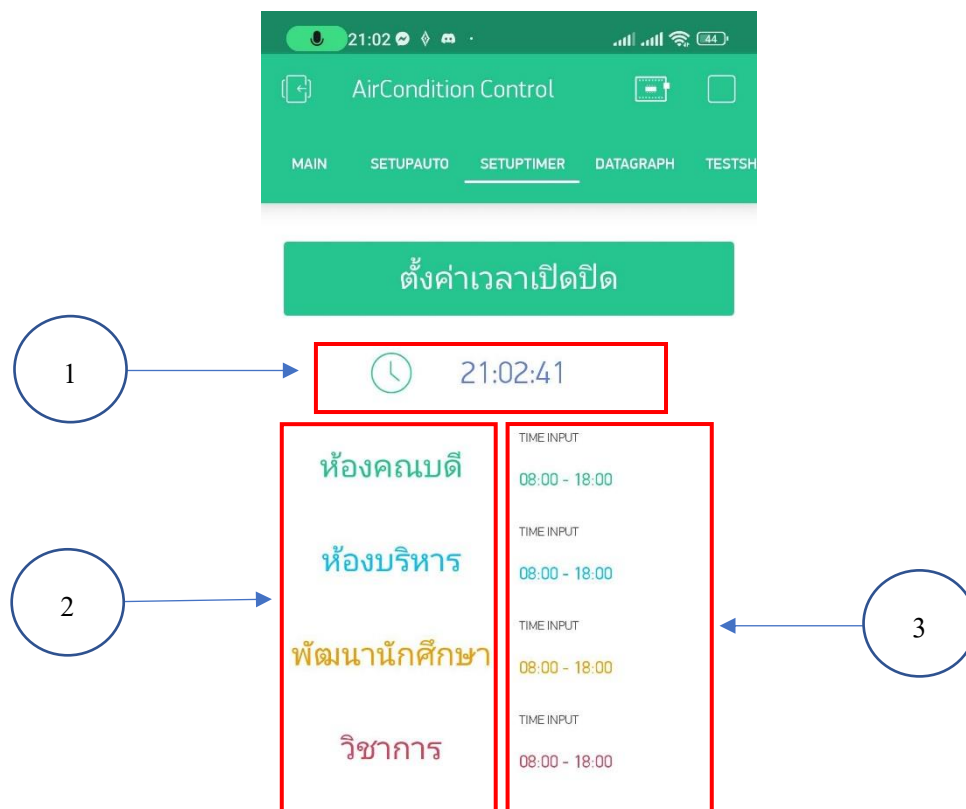 21:02
44
AirCondition Control
MAIN SETUPAUTO SETUPTIMER DATAGRAPH TESTSH
ตั้งค่าเวลาเปิดปิด
1
21:02:41
TIME INPUT
ห้องคณบดี
08:00 - 18:00
TIME INPUT
ห้องบริหาร
08:00 - 18:00
2
3
TIME INPUT
พัฒนานักศึกษา
08:00 - 18:00
TIME INPUT
วิชาการ
08:00 - 18:00